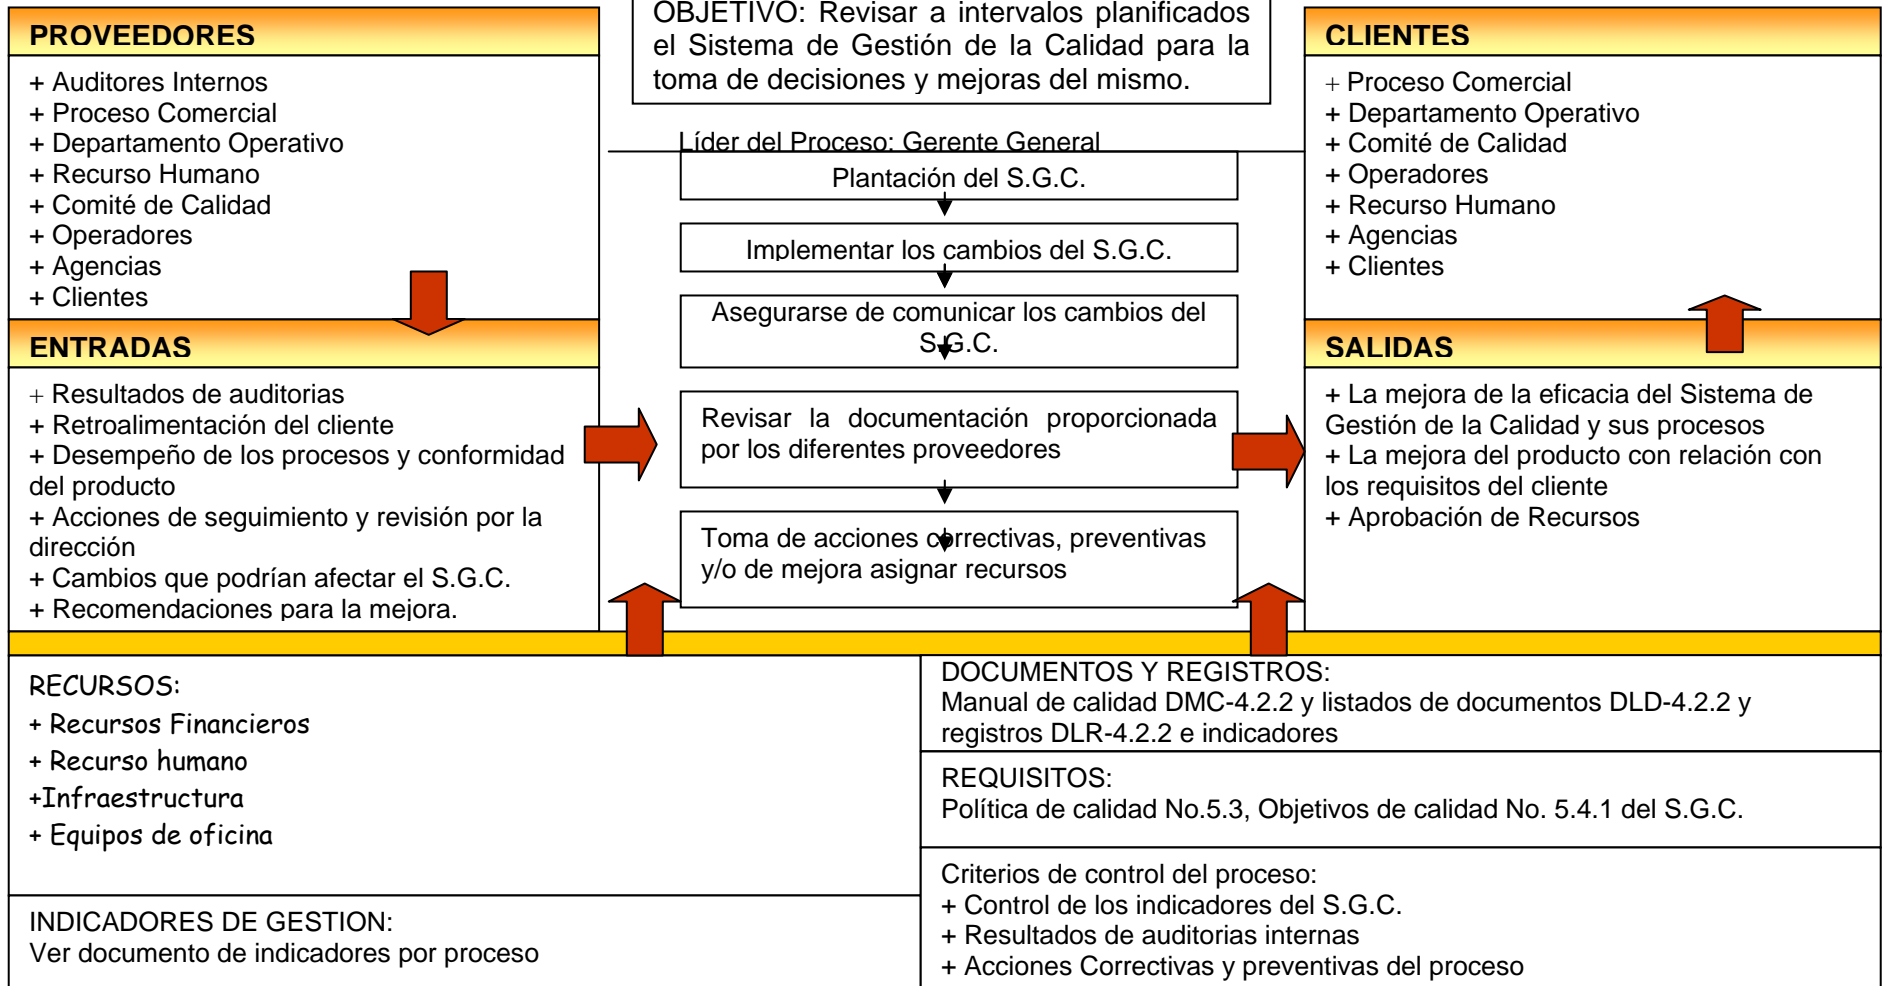 PROVEEDORES
+ Auditores Internos
+ Proceso Comercial
+ Departamento Operativo
+ Recurso Humano
+ Comité de Calidad
+ Operadores
+ Agencias
+ Clientes
ENTRADAS
+ Resultados de auditorias
+ Retroalimentación del cliente
+ Desempeño de los procesos y conformidad
del producto
+ Acciones de seguimiento y revisión por la
dirección
+ Cambios que podrían afectar el S.G.C.
+ Recomendaciones para la mejora.
OBJETIVO: Revisar a intervalos planificados
el Sistema de Gestión de la Calidad para la
toma de decisiones y mejoras del mismo.
Líder del Proceso: Gerente General
Plantación del S.G.C.
Implementar los cambios del S.G.C.
Asegurarse de comunicar los cambios del
S.G.C.
Revisar la documentación proporcionada
por los diferentes proveedores
Toma de acciones correctivas, preventivas
y/o de mejora asignar recursos
CLIENTES
+ Proceso Comercial
+ Departamento Operativo
+ Comité de Calidad
+ Operadores
+ Recurso Humano
+ Agencias
+ Clientes
SALIDAS
+ La mejora de la eficacia del Sistema de
Gestión de la Calidad y sus procesos
+ La mejora del producto con relación con
los requisitos del cliente
+ Aprobación de Recursos
RECURSOS:
+ Recursos Financieros
+ Recurso humano
+Infraestructura
+ Equipos de oficina
INDICADORES DE GESTION:
Ver documento de indicadores por proceso
DOCUMENTOS Y REGISTROS:
Manual de calidad DMC-4.2.2 y listados de documentos DLD-4.2.2 y
registros DLR-4.2.2 e indicadores
REQUISITOS:
Política de calidad No.5.3, Objetivos de calidad No. 5.4.1 del S.G.C.
Criterios de control del proceso:
+ Control de los indicadores del S.G.C.
+ Resultados de auditorias internas
+ Acciones Correctivas y preventivas del proceso